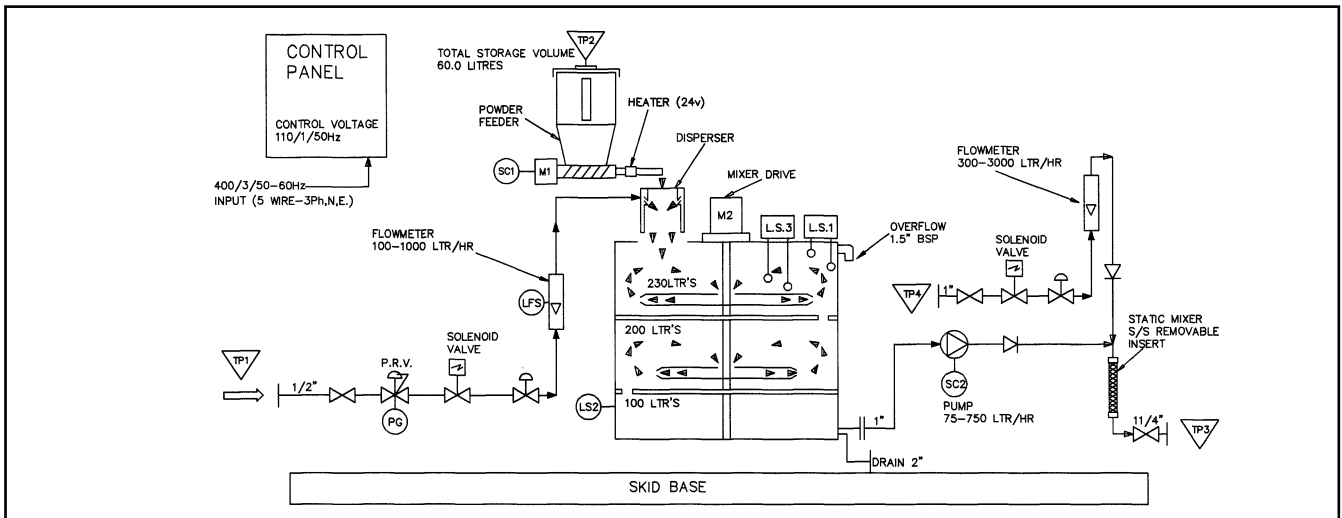 CONTROL
PANEL
CONTROL VOLTAGE
110/1/50Hz
400/3/50-60Hz
INPUT (5 WIRE-3Ph,N,E.)
TP2
TOTAL STORAGE VOLUME
60.0 LITRES
POWDER
FEEDER
HEATER (24v)
DISPERSER
SC1
M1
MIXER DRIVE
M2
L.S.3
L.S.1
OVERFLOW
1.5" BSP
FLOWMETER
100-1000 LTR/HR
LFS
230LTR'S
200 LTR'S
100 LTR'S
LS2
TP1
1/2"
P.R.V.
PG
SOLENOID
VALVE
FLOWMETER
300-3000 LTR/HR
SOLENOID
VALVE
TP4
1"
STATIC MIXER
S/S REMOVABLE
INSERT
SC2
PUMP
75-750 LTR/HR
1"
11/4"
TP3
DRAIN 2"
SKID BASE